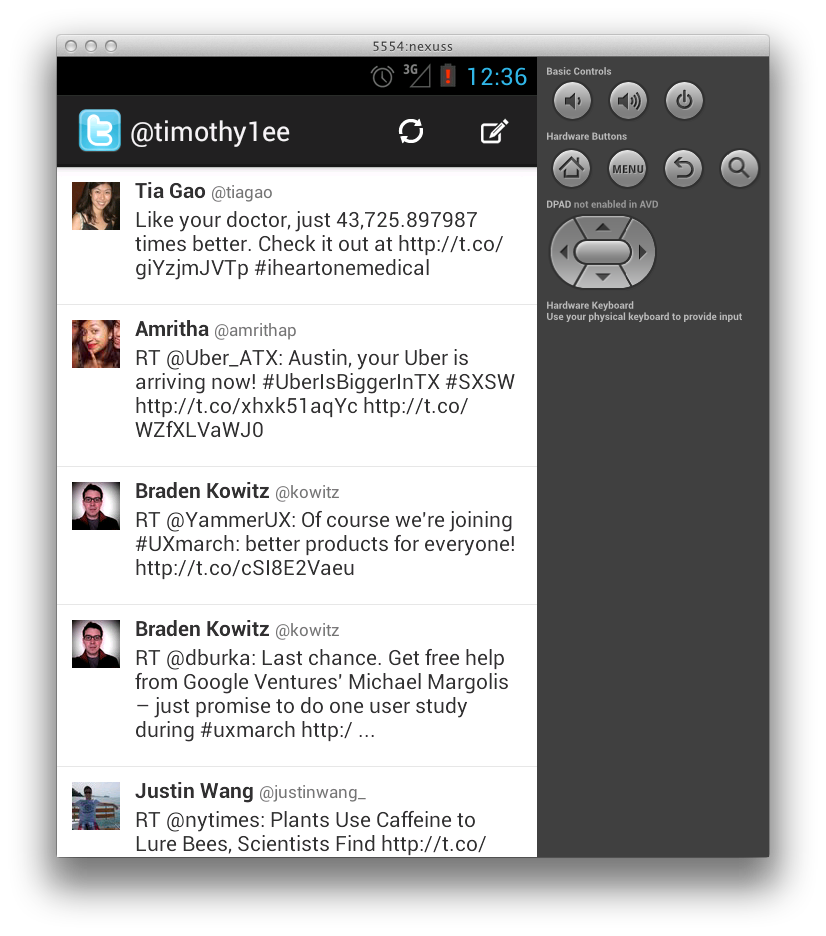 5554:nexuss
3G 12:36
@timothy1ee
Tia Gao @tiagao
Like your doctor, just 43,725.897987
times better. Check it out at http://t.co/
giYzjmJVTp #iheartonemedical
Amritha @amrithap
RT @Uber_ATX: Austin, your Uber is
arriving now! #UberIsBiggerInTX #SXSW
http://t.co/xhxk51aqYc http://t.co/
WZfXLVaWJ0
Braden Kowitz @kowitz
RT @YammerUX: Of course we're joining
#UXmarch: better products for everyone!
http://t.co/cSI8E2Vaeu
Braden Kowitz @kowitz
RT @dburka: Last chance. Get free help
from Google Ventures' Michael Margolis
– just promise to do one user study
during #uxmarch http:/ ...
Justin Wang @justinwang_
RT @nytimes: Plants Use Caffeine to
Lure Bees, Scientists Find http://t.co/
Basic Controls
Hardware Buttons
MENU
DPAD not enabled in AVD
Hardware Keyboard
Use your physical keyboard to provide input